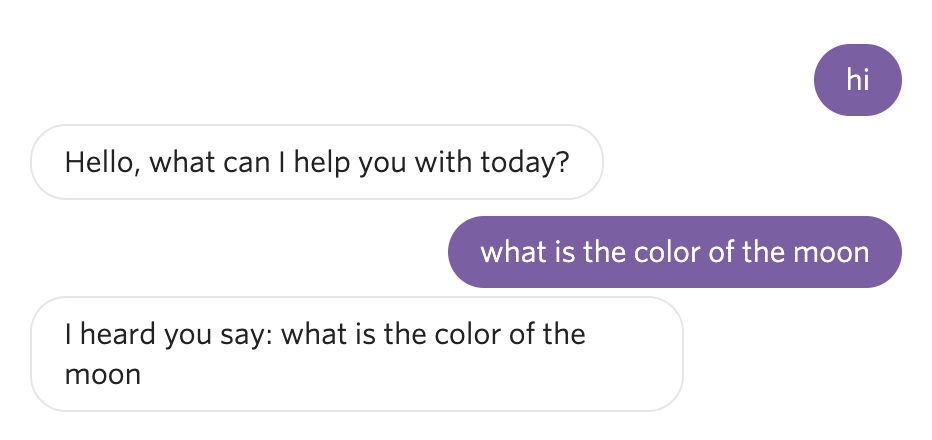 hi
Hello, what can I help you with today?
what is the color of the moon
I heard you say: what is the color of the
moon